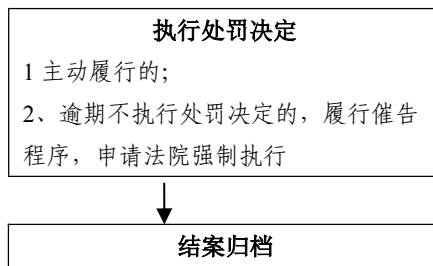 执行处罚决定
1 主动履行的;
2、逾期不执行处罚决定的，履行催告
程序，申请法院强制执行
结案归档